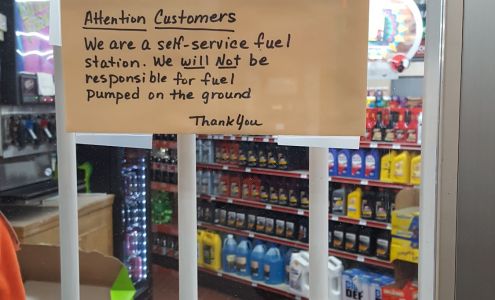 Attention Customers
We are a self-service fuel
station. We will Not be
responsible for fuel
pumped on the ground
Thank You
DEF